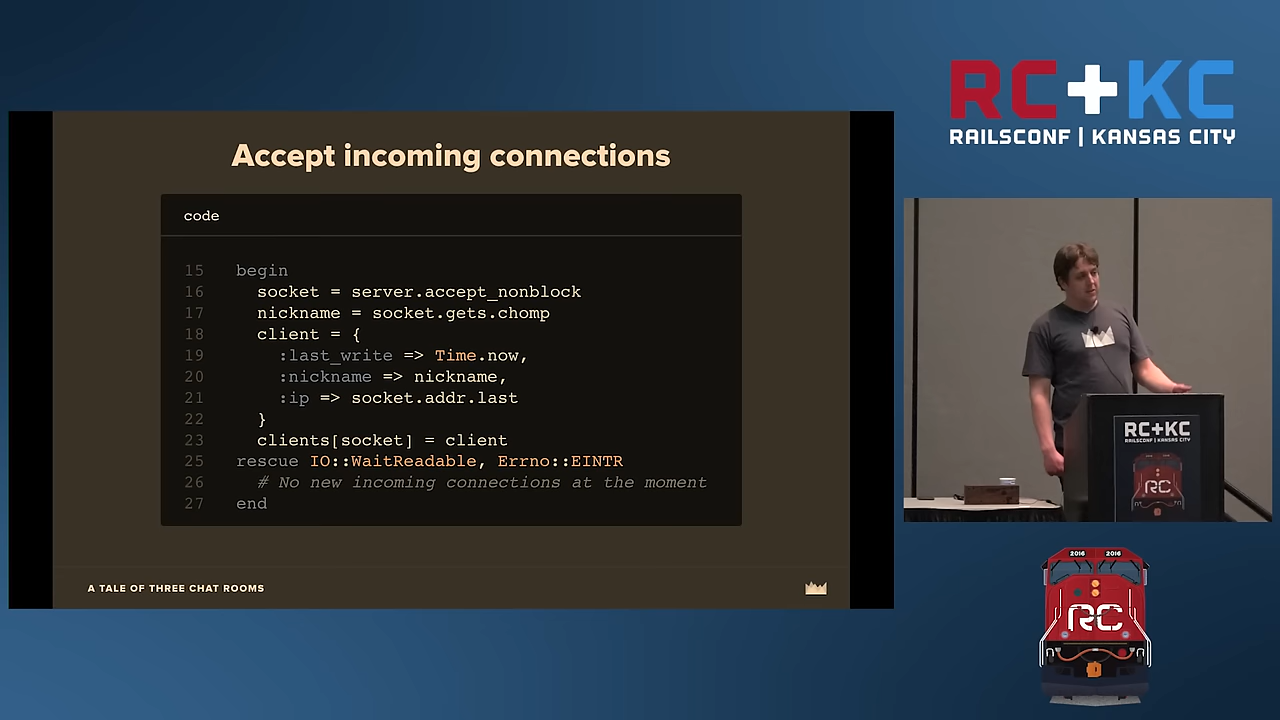 Accept incoming connections
code
15 begin
16 socket = server.accept_nonblock
17 nickname = socket.gets.chomp
18 client = {
19 :last_write => Time.now,
20 :nickname => nickname,
21 :ip => socket.addr.last
22 }
23 clients[socket] = client
25 rescue IO::WaitReadable, Errno::EINTR
26 # No new incoming connections at the moment
27 end
A TALE OF THREE CHAT ROOMS
RC+KC
RAILSCONF | KANSAS CITY
RC+KC
RAILSCONF | KANSAS CITY
RC
2016 2016
RC